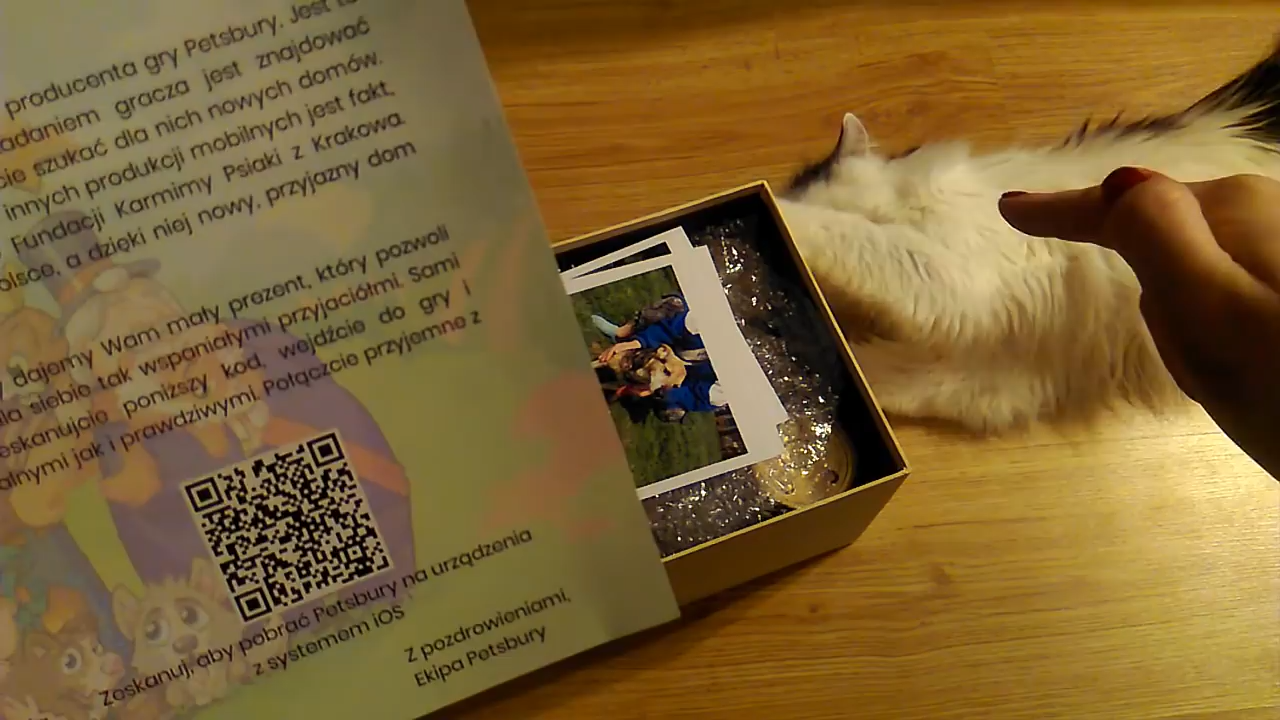 producenta gry Petsbury. Jest
zadaniem gracza jest znajdować
szukać dla nich nowych domów.
innych produkcji mobilnych jest fakt,
Fundacji Karmimy Psiaki z Krakowa.
Polsce, a dzięki niej nowy, przyjazny dom
dajemy Wam mały prezent, który pozwoli
siebie tak wspaniałymi przyjaciółmi. Sami
zeskanujcie poniższy kod, wejdźcie do gry i
jak i prawdziwymi. Połączcie przyjemne z
Zeskanuj, aby pobrać Petsbury na urządzenia
z systemem iOS
Z pozdrowieniami,
Ekipa Petsbury